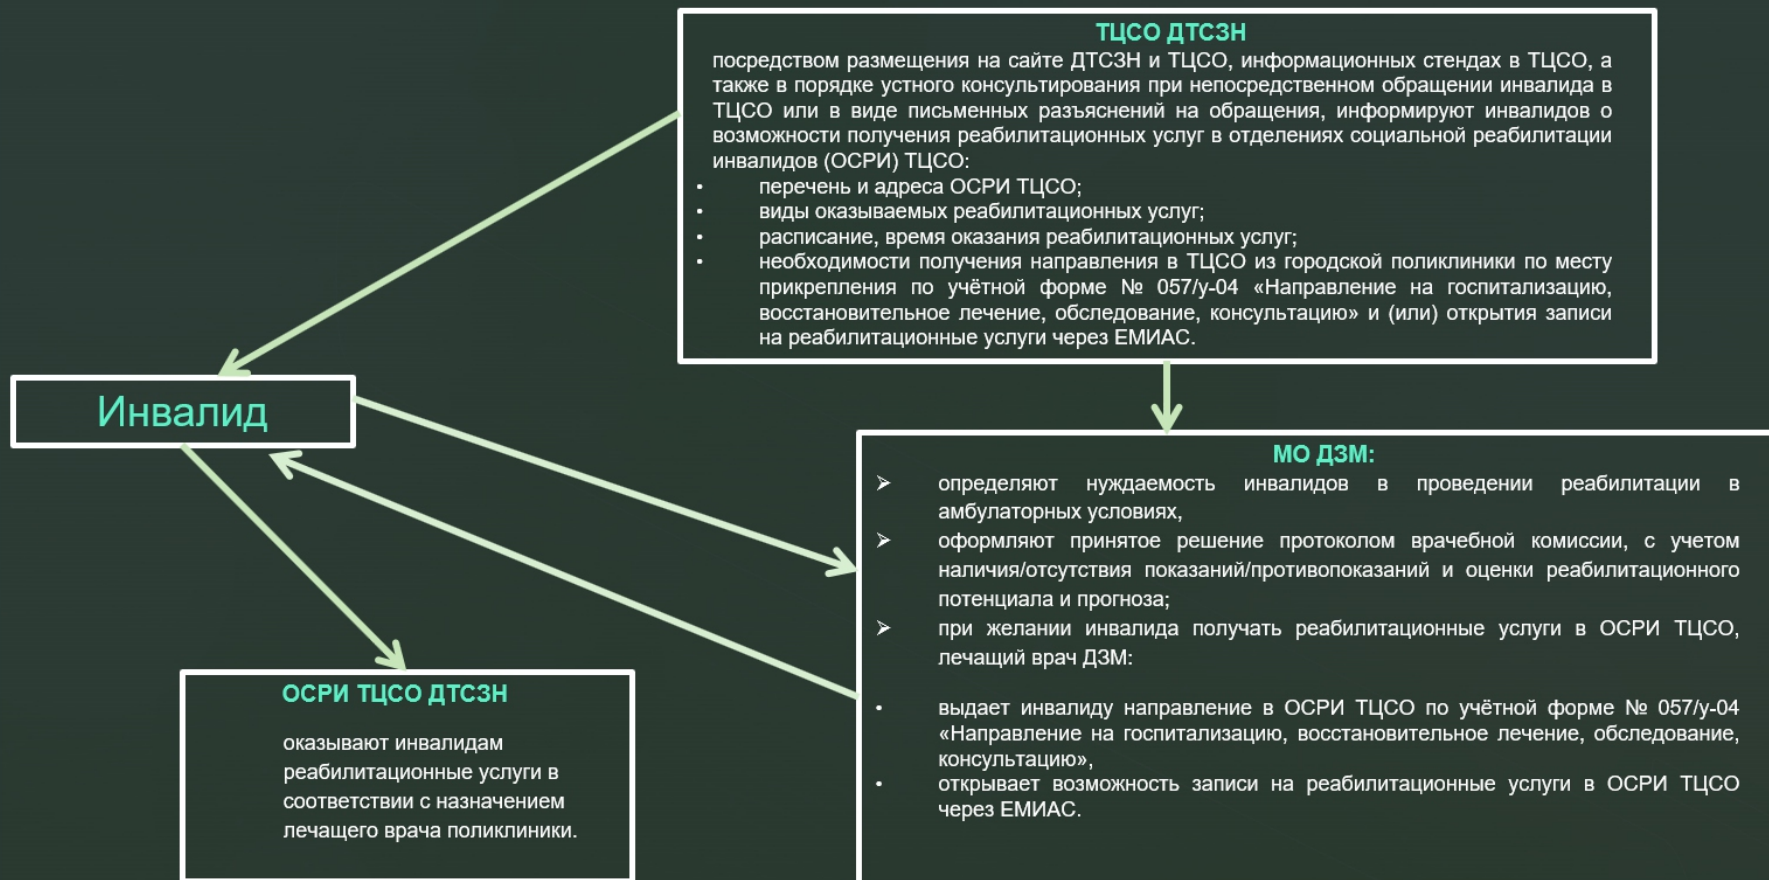 ТЦСО ДТСЗН
посредством размещения на сайте ДТСЗН и ТЦСО, информационных стендах в ТЦСО, а
также в порядке устного консультирования при непосредственном обращении инвалида в
ТЦСО или в виде письменных разъяснений на обращения, информируют инвалидов о
возможности получения реабилитационных услуг в отделениях социальной реабилитации
инвалидов (ОСРИ) ТЦСО:
• перечень и адреса ОСРИ ТЦСО;
• виды оказываемых реабилитационных услуг;
• расписание, время оказания реабилитационных услуг;
• необходимости получения направления в ТЦСО из городской поликлиники по месту
прикрепления по учётной форме № 057/у-04 «Направление на госпитализацию,
восстановительное лечение, обследование, консультацию» и (или) открытия записи
на реабилитационные услуги через ЕМИАС.
Инвалид
МО ДЗМ:
➢ определяют нуждаемость инвалидов в проведении реабилитации в
амбулаторных условиях,
➢ оформляют принятое решение протоколом врачебной комиссии, с учетом
наличия/отсутствия показаний/противопоказаний и оценки реабилитационного
потенциала и прогноза;
➢ при желании инвалида получать реабилитационные услуги в ОСРИ ТЦСО,
лечащий врач ДЗМ:
• выдает инвалиду направление в ОСРИ ТЦСО по учётной форме № 057/у-04
«Направление на госпитализацию, восстановительное лечение, обследование,
консультацию»,
• открывает возможность записи на реабилитационные услуги в ОСРИ ТЦСО
через ЕМИАС.
ОСРИ ТЦСО ДТСЗН
оказывают инвалидам
реабилитационные услуги в
соответствии с назначением
лечащего врача поликлиники.